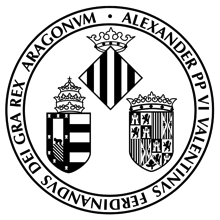 ALEXANDER PP VI VALENTINVS FERDINANDVS DEI GRA REX ARAGONVM